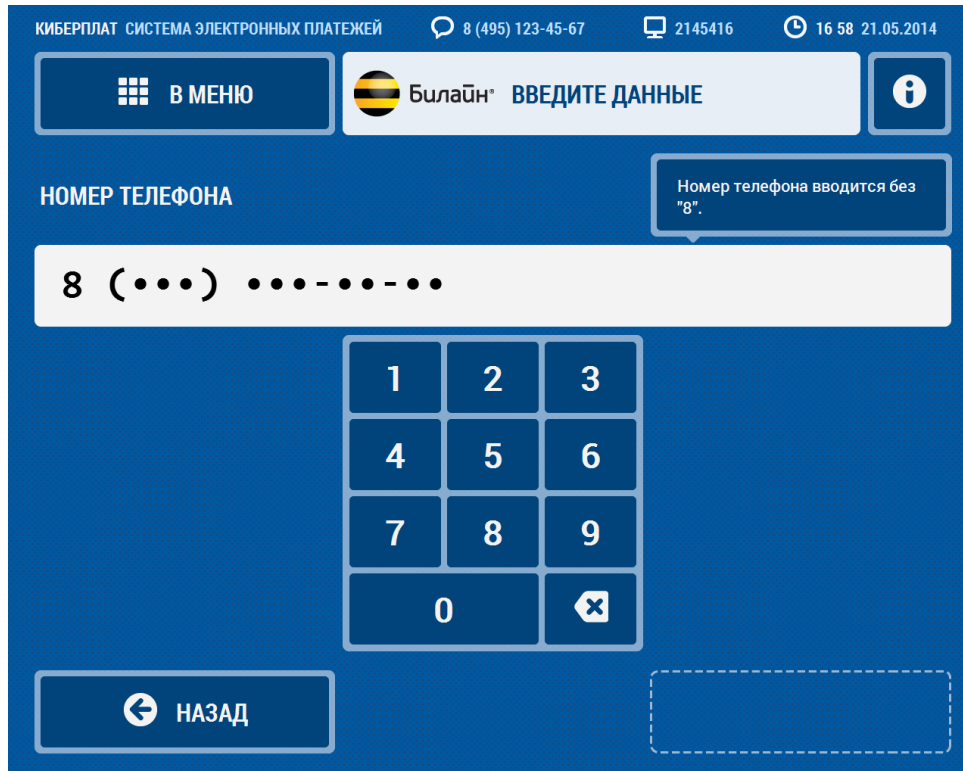 КИБЕРПЛАТ СИСТЕМА ЭЛЕКТРОННЫХ ПЛАТЕЖЕЙ 8 (495) 123-45-67 2145416 16 58 21.05.2014
В МЕНЮ Билайн® ВВЕДИТЕ ДАННЫЕ
НОМЕР ТЕЛЕФОНА
Номер телефона вводится без
"8".
8 (•••) •••-••-••
1 2 3
4 5 6
7 8 9
0
НАЗАД